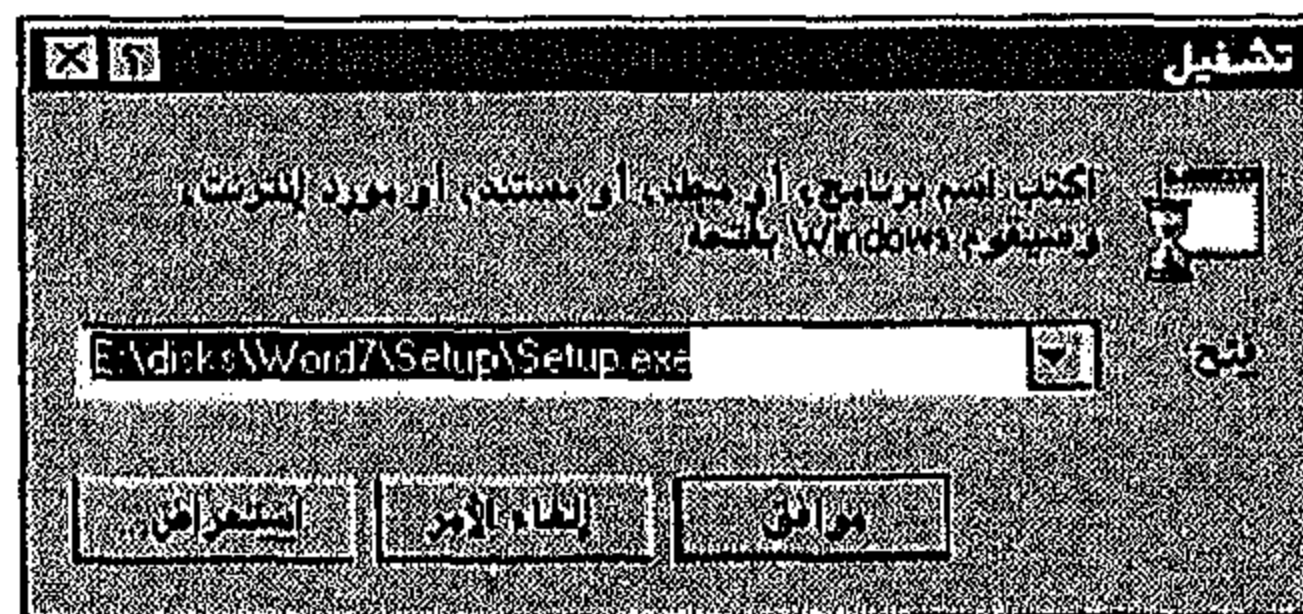 تشغيل
اكتب اسم برنامج، أو مجلد، أو مستند، أو مورد إنترنت،
وسيقوم Windows بفتحه.
فتح
E:\disks\Word7\Setup\Setup.exe
موافق
إلغاء الأمر
استعراض...